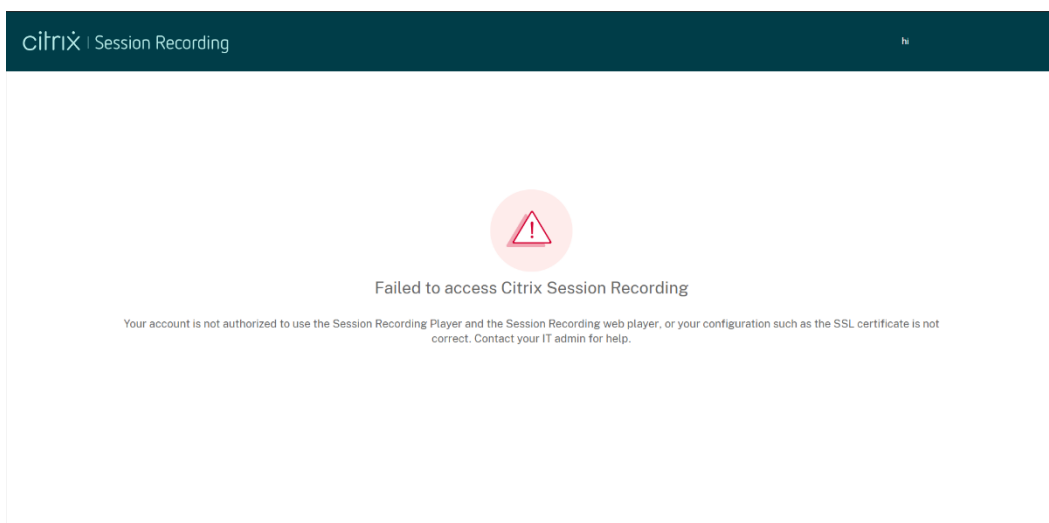 citrix | Session Recording
hi
Failed to access Citrix Session Recording
Your account is not authorized to use the Session Recording Player and the Session Recording web player, or your configuration such as the SSL certificate is not
correct. Contact your IT admin for help.